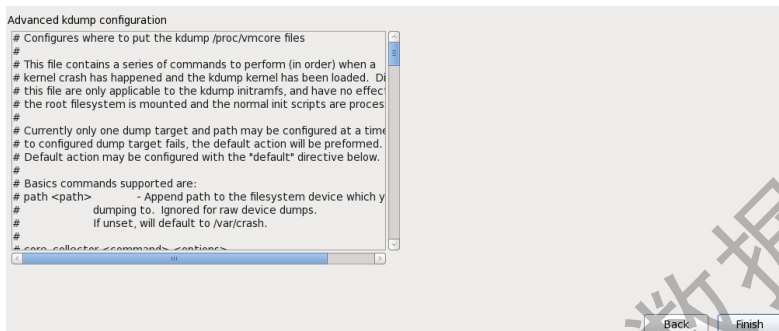 Advanced kdump configuration
# Configures where to put the kdump /proc/vmcore files
#
# This file contains a series of commands to perform (in order) when a
# kernel crash has happened and the kdump kernel has been loaded. Di
# this file are only applicable to the kdump initramfs, and have no effec
# the root filesystem is mounted and the normal init scripts are proces
#
# Currently only one dump target and path may be configured at a time
# to configured dump target fails, the default action will be preformed.
# Default action may be configured with the "default" directive below.
#
# Basics commands supported are:
# path <path> - Append path to the filesystem device which y
# dumping to. Ignored for raw device dumps.
# If unset, will default to /var/crash.
#
# core_collector <command> <options>
数据
Back Finish